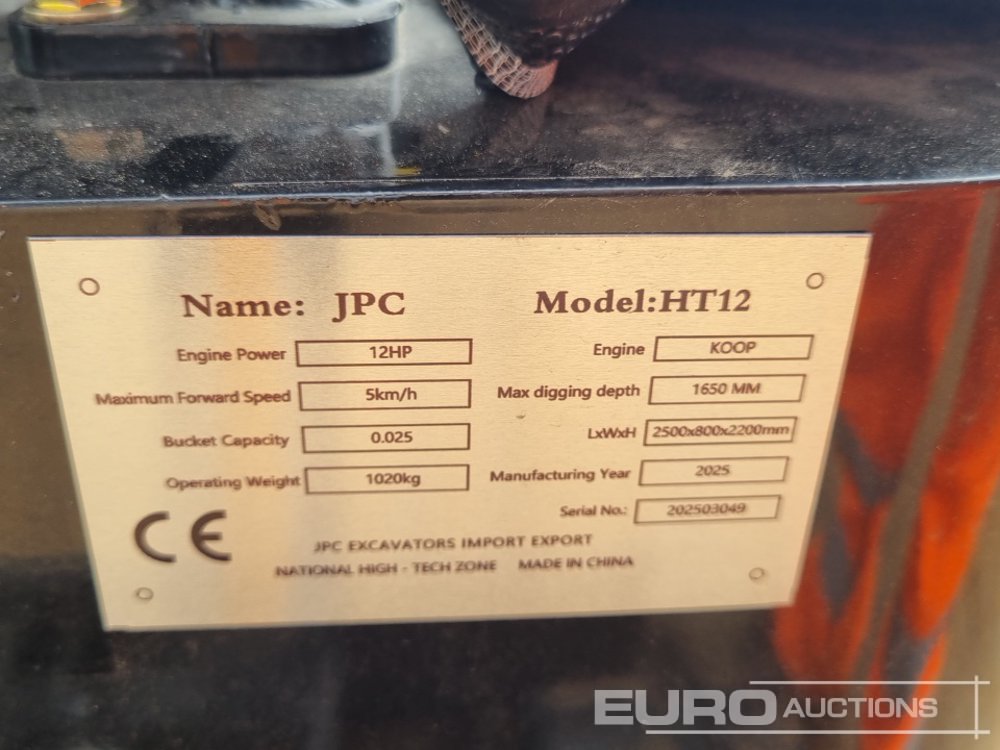 Name: JPC Model:HT12
Engine Power 12HP Engine KOOP
Maximum Forward Speed 5km/h Max digging depth 1650 MM
Bucket Capacity 0.025 LxWxH 2500x800x2200mm
Operating Weight 1020kg Manufacturing Year 2025
Serial No.: 202503049
CE
JPC EXCAVATORS IMPORT EXPORT
NATIONAL HIGH - TECH ZONE MADE IN CHINA
EURO AUCTIONS